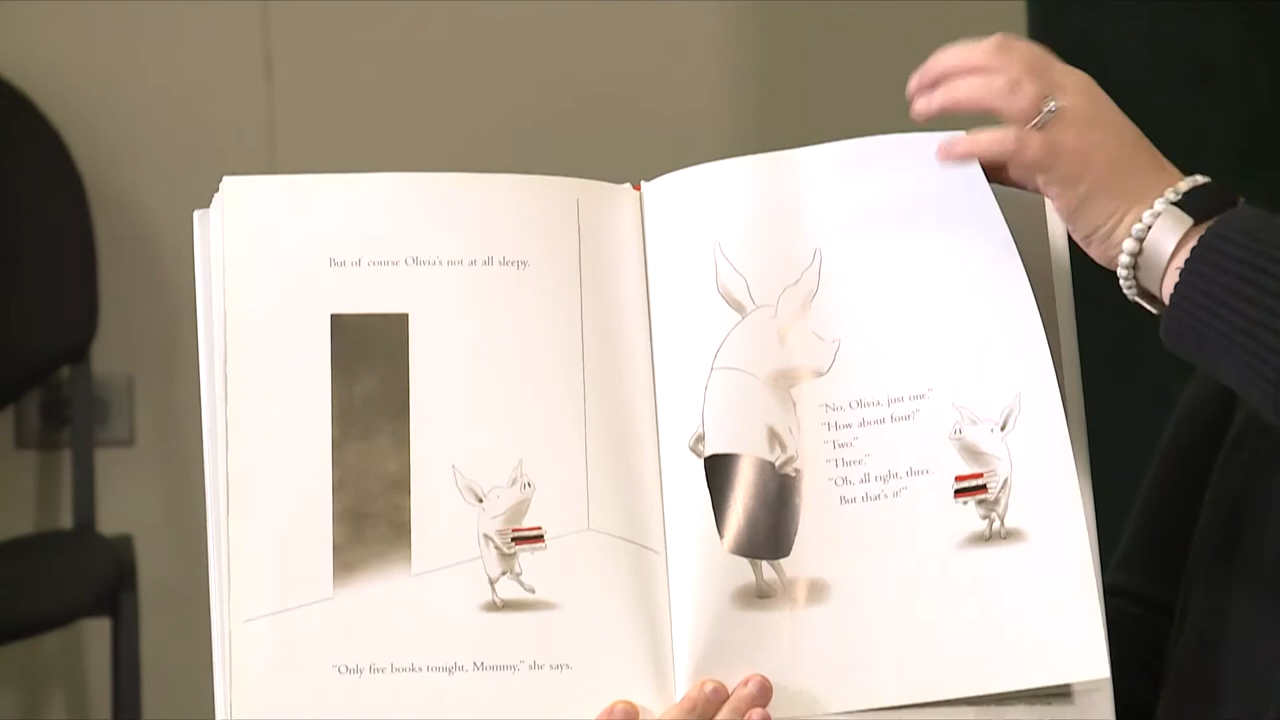 But of course Olivia's not at all sleepy.
"Only five books tonight, Mommy," she says.
"No, Olivia, just one."
"How about four?"
"Two."
"Three."
"Oh, all right, three.
But that's it!"